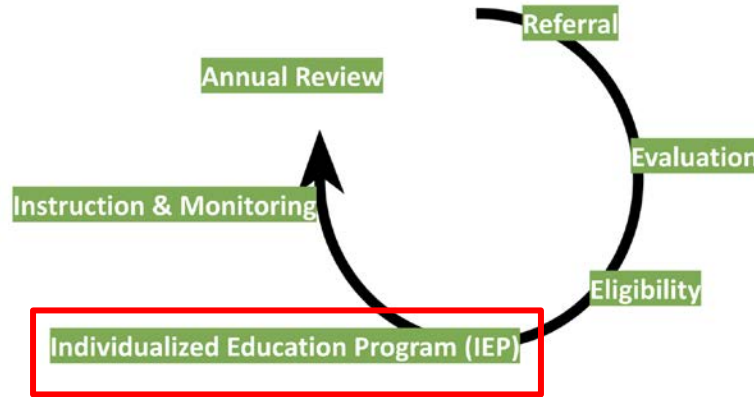 Referral
Annual Review
Evaluation
Instruction & Monitoring
Eligibility
Individualized Education Program (IEP)